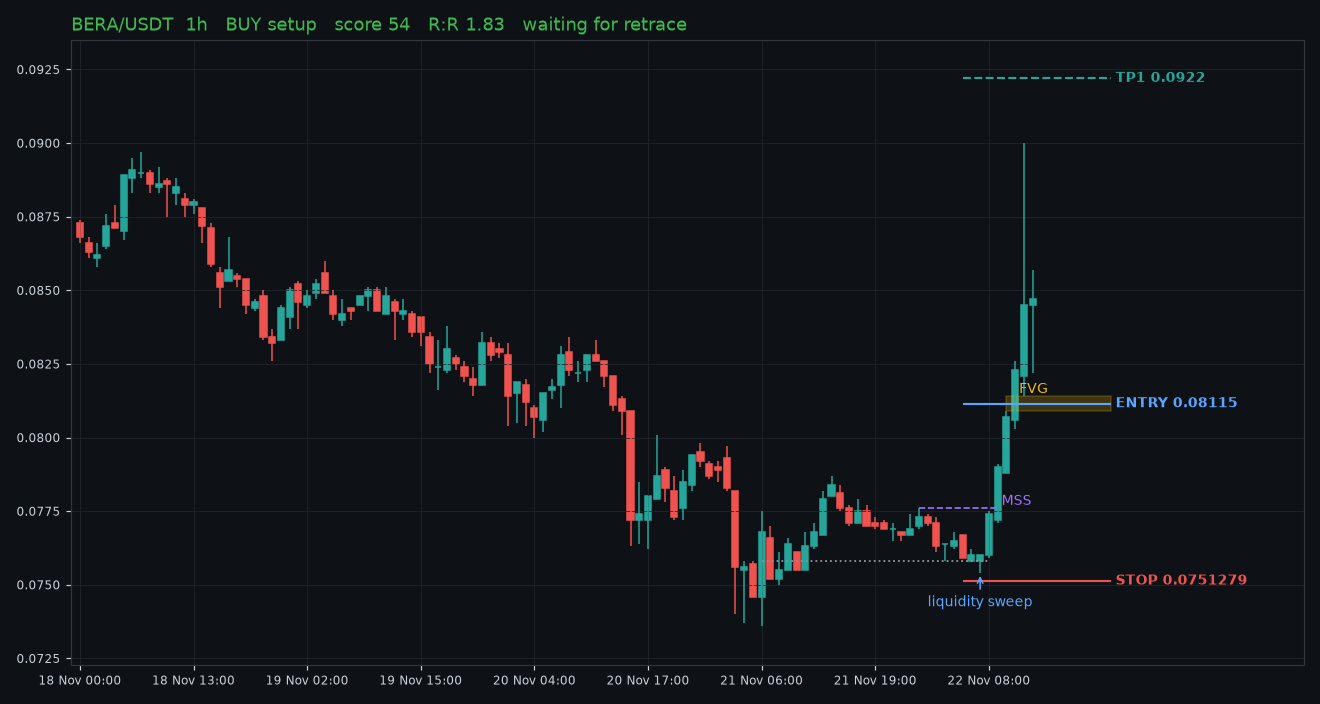 BERA/USDT 1h BUY setup score 54 R:R 1.83 waiting for retrace
0.0925
0.0900
0.0875
0.0850
0.0825
0.0800
0.0775
0.0750
0.0725
TP1 0.0922
FVG
ENTRY 0.08115
MSS
STOP 0.0751279
liquidity sweep
18 Nov 00:00 18 Nov 13:00 19 Nov 02:00 19 Nov 15:00 20 Nov 04:00 20 Nov 17:00 21 Nov 06:00 21 Nov 19:00 22 Nov 08:00